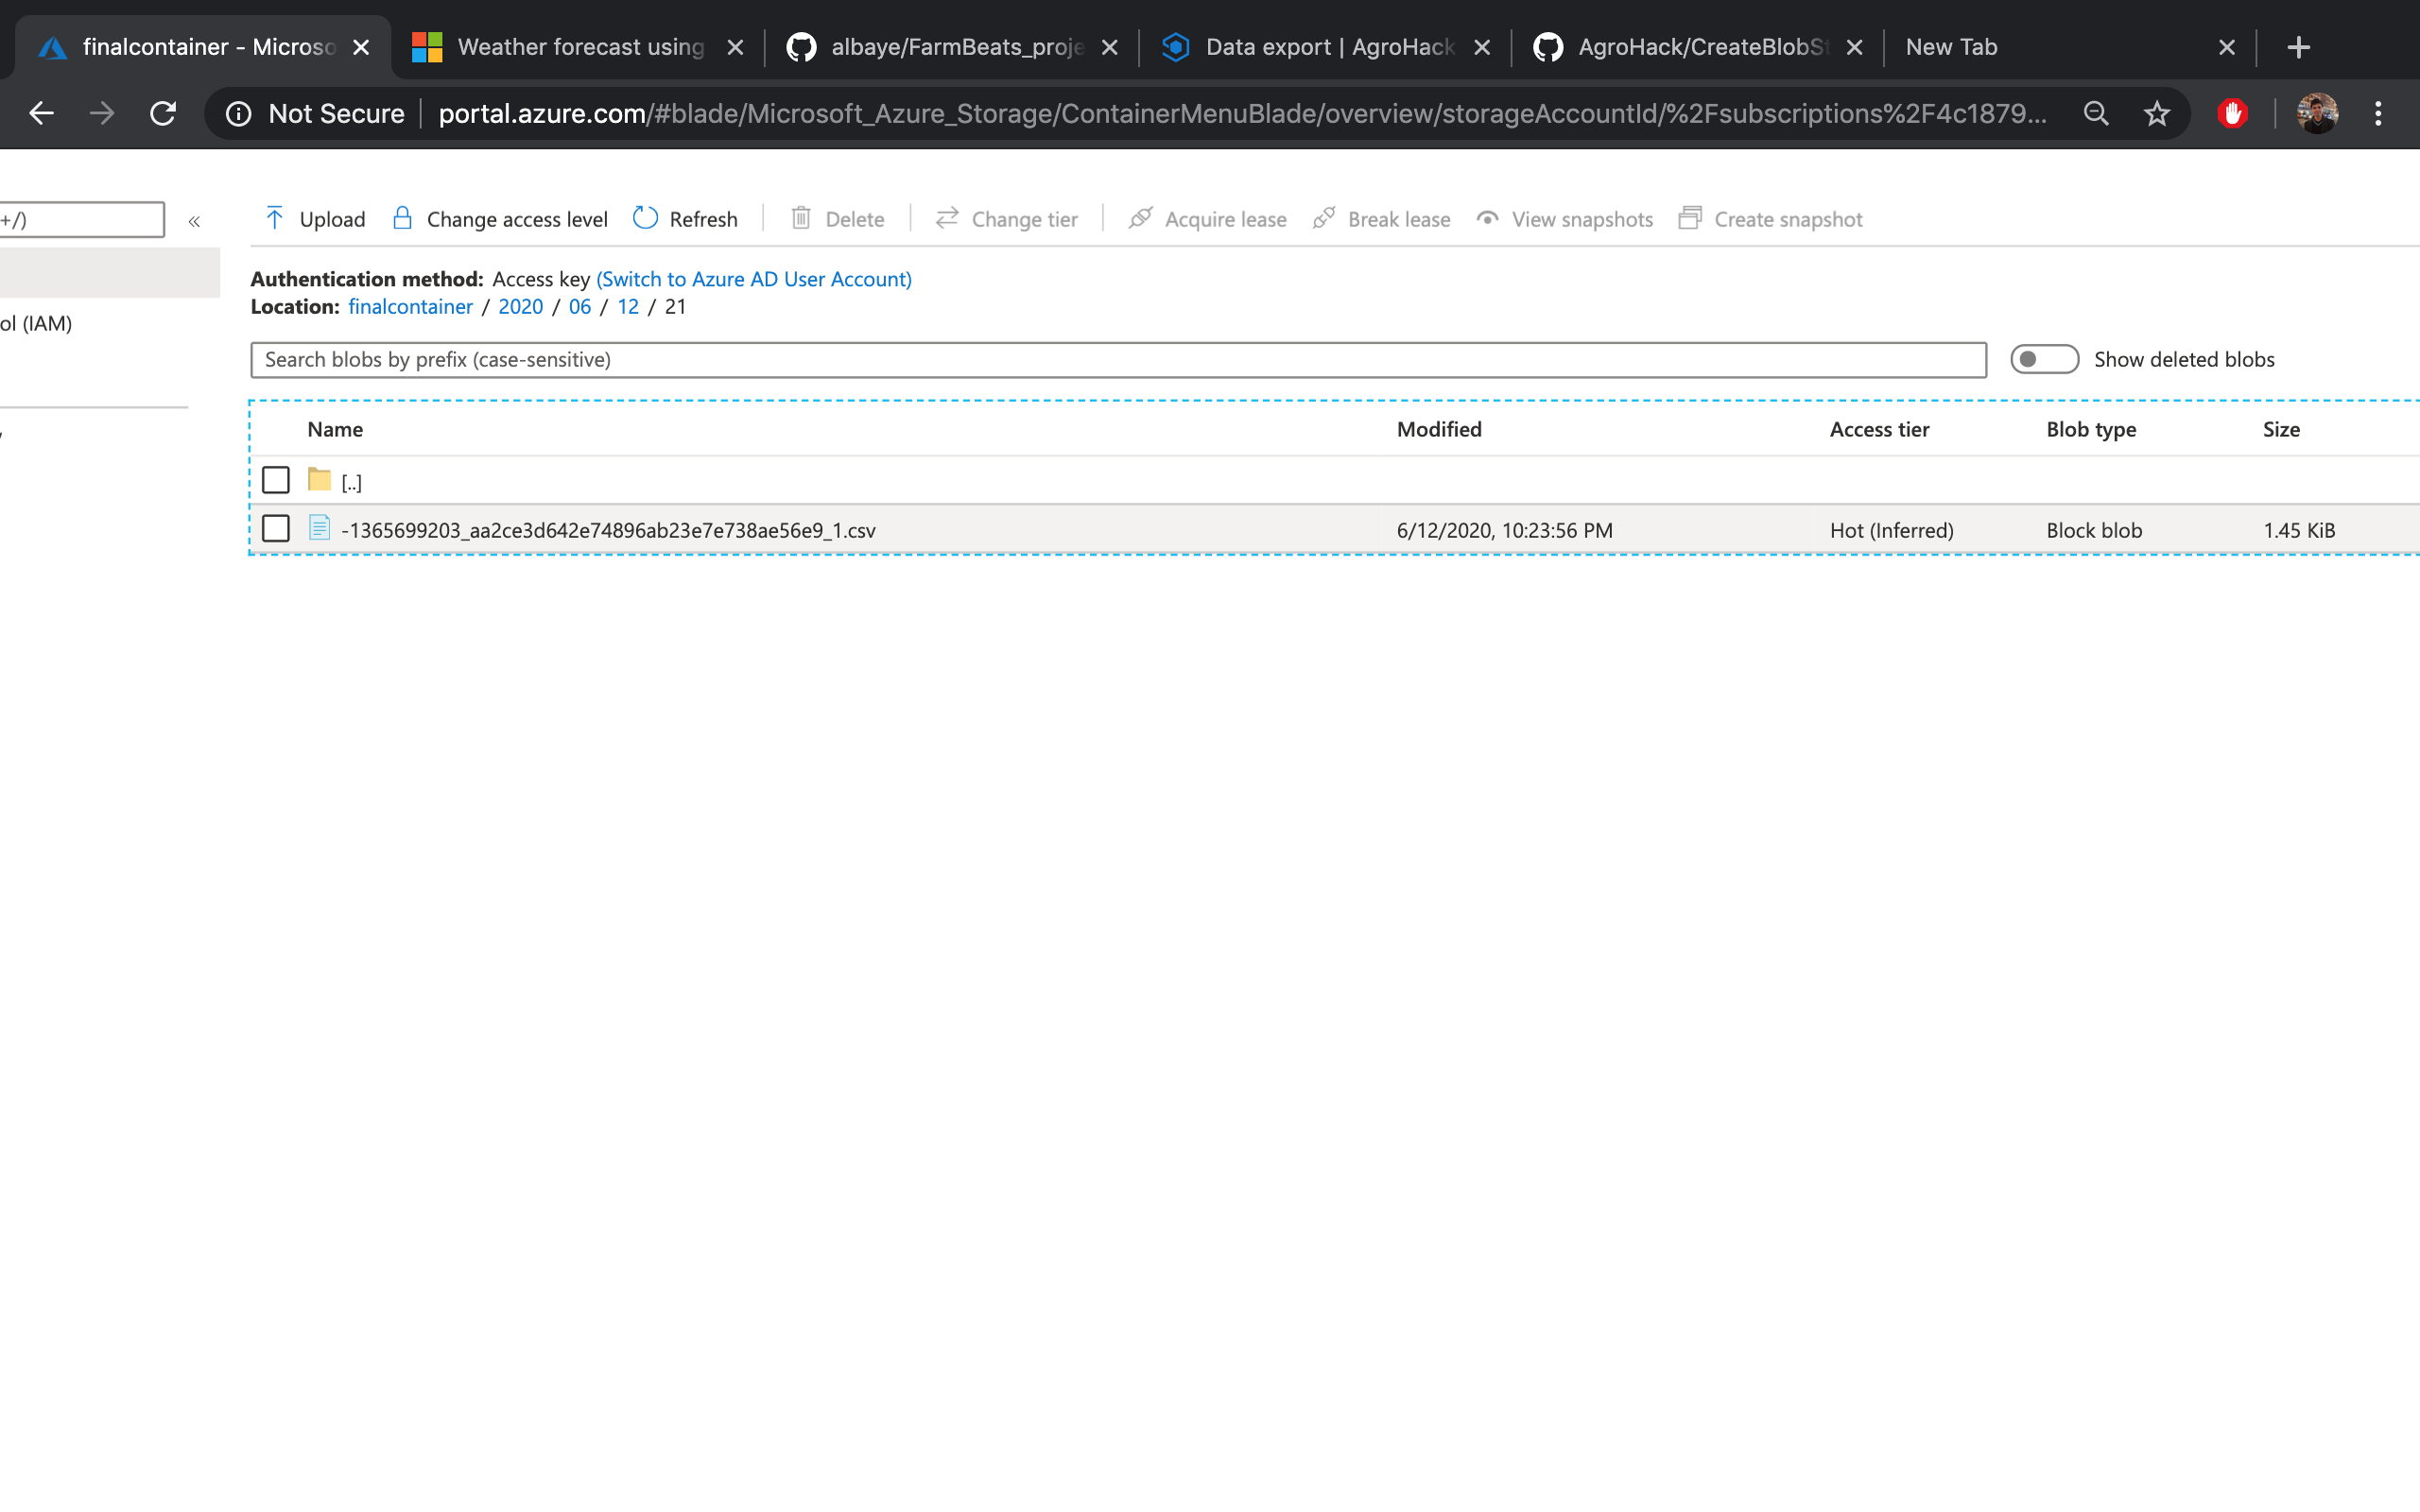 finalcontainer - Microso
Weather forecast using
albaye/FarmBeats_proje
Data export | AgroHack
AgroHack/CreateBlobSt
New Tab
Not Secure portal.azure.com/#blade/Microsoft_Azure_Storage/ContainerMenuBlade/overview/storageAccountId/%2Fsubscriptions%2F4c1879...
+/) «
Upload Change access level Refresh Delete Change tier Acquire lease Break lease View snapshots Create snapshot
ol (IAM)
Authentication method: Access key (Switch to Azure AD User Account)
Location: finalcontainer / 2020 / 06 / 12 / 21
Search blobs by prefix (case-sensitive) Show deleted blobs
Name Modified Access tier Blob type Size
[..]
-1365699203_aa2ce3d642e74896ab23e7e738ae56e9_1.csv 6/12/2020, 10:23:56 PM Hot (Inferred) Block blob 1.45 KiB